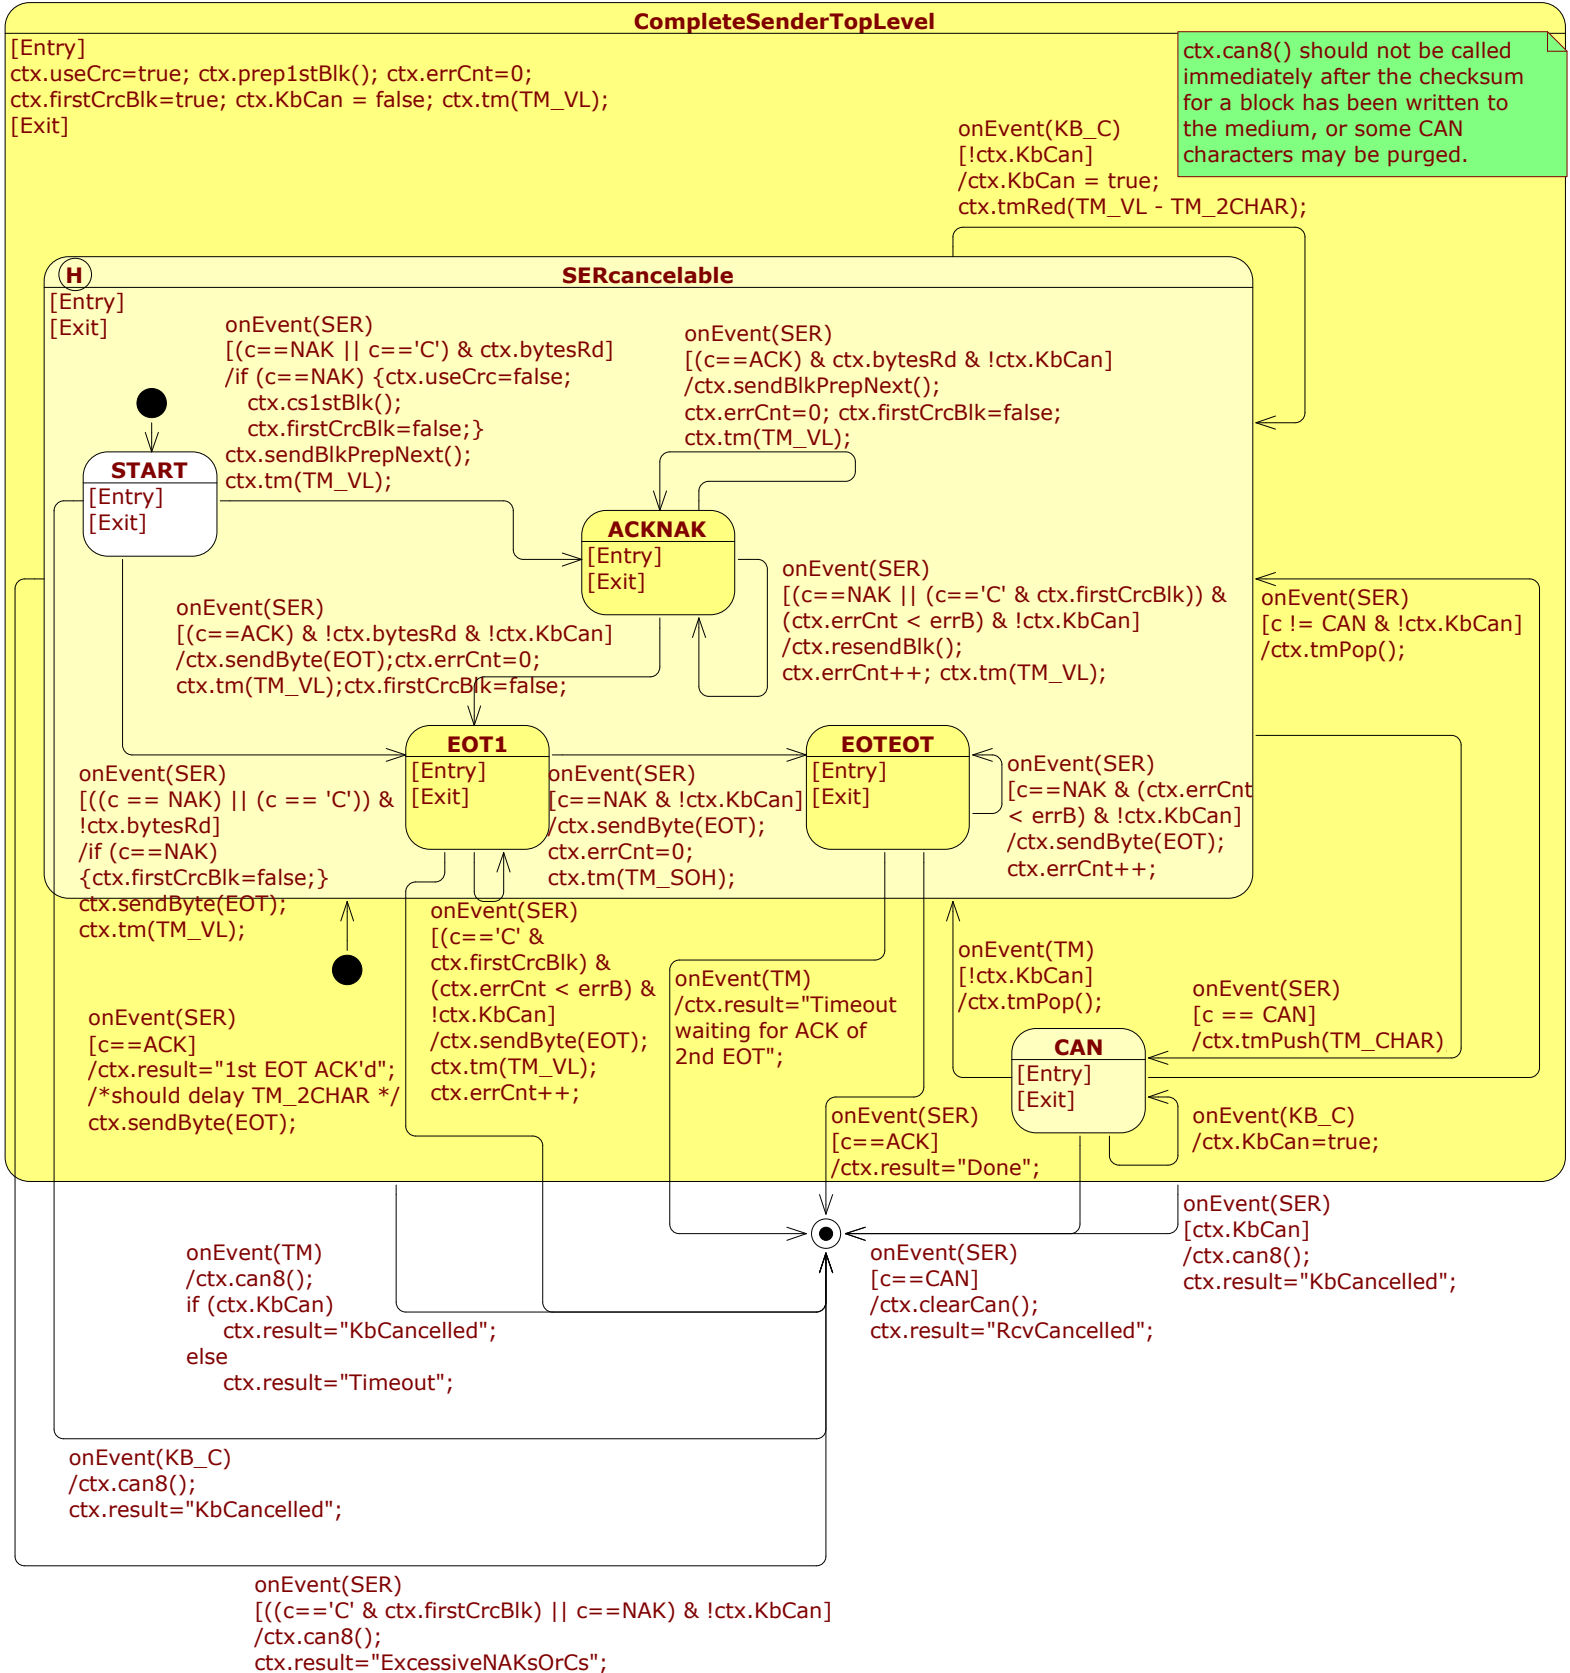 CompleteSenderTopLevel
[Entry]
ctx.useCrc=true; ctx.prep1stBlk(); ctx.errCnt=0;
ctx.firstCrcBlk=true; ctx.KbCan = false; ctx.tm(TM_VL);
[Exit]
ctx.can8() should not be called
immediately after the checksum
for a block has been written to
the medium, or some CAN
characters may be purged.
onEvent(KB_C)
[!ctx.KbCan]
/ctx.KbCan = true;
ctx.tmRed(TM_VL - TM_2CHAR);
H
SERcancelable
[Entry]
[Exit]
onEvent(SER)
[(c==NAK || c=='C') & ctx.bytesRd]
/if (c==NAK) {ctx.useCrc=false;
ctx.cs1stBlk();
ctx.firstCrcBlk=false;}
ctx.sendBlkPrepNext();
ctx.tm(TM_VL);
onEvent(SER)
[(c==ACK) & ctx.bytesRd & !ctx.KbCan]
/ctx.sendBlkPrepNext();
ctx.errCnt=0; ctx.firstCrcBlk=false;
ctx.tm(TM_VL);
START
[Entry]
[Exit]
ACKNAK
[Entry]
[Exit]
onEvent(SER)
[(c==NAK || (c=='C' & ctx.firstCrcBlk)) &
(ctx.errCnt < errB) & !ctx.KbCan]
/ctx.resendBlk();
ctx.errCnt++; ctx.tm(TM_VL);
onEvent(SER)
[c != CAN & !ctx.KbCan]
/ctx.tmPop();
onEvent(SER)
[(c==ACK) & !ctx.bytesRd & !ctx.KbCan]
/ctx.sendByte(EOT);ctx.errCnt=0;
ctx.tm(TM_VL);ctx.firstCrcBlk=false;
EOT1
[Entry]
[Exit]
EOTEOT
[Entry]
[Exit]
onEvent(SER)
[((c == NAK) || (c == 'C')) &
!ctx.bytesRd]
/if (c==NAK)
{ctx.firstCrcBlk=false;}
ctx.sendByte(EOT);
ctx.tm(TM_VL);
onEvent(SER)
[c==NAK & !ctx.KbCan]
/ctx.sendByte(EOT);
ctx.errCnt=0;
ctx.tm(TM_SOH);
onEvent(SER)
[c==NAK & (ctx.errCnt
< errB) & !ctx.KbCan]
/ctx.sendByte(EOT);
ctx.errCnt++;
onEvent(SER)
[(c=='C' &
ctx.firstCrcBlk) &
(ctx.errCnt < errB) &
!ctx.KbCan]
/ctx.sendByte(EOT);
ctx.tm(TM_VL);
ctx.errCnt++;
onEvent(TM)
/ctx.result="Timeout
waiting for ACK of
2nd EOT";
onEvent(TM)
[!ctx.KbCan]
/ctx.tmPop();
onEvent(SER)
[c == CAN]
/ctx.tmPush(TM_CHAR)
onEvent(SER)
[c==ACK]
/ctx.result="1st EOT ACK'd";
/*should delay TM_2CHAR */
ctx.sendByte(EOT);
CAN
[Entry]
[Exit]
onEvent(KB_C)
/ctx.KbCan=true;
onEvent(SER)
[c==ACK]
/ctx.result="Done";
onEvent(SER)
[ctx.KbCan]
/ctx.can8();
ctx.result="KbCancelled";
onEvent(SER)
[c==CAN]
/ctx.clearCan();
ctx.result="RcvCancelled";
onEvent(TM)
/ctx.can8();
if (ctx.KbCan)
ctx.result="KbCancelled";
else
ctx.result="Timeout";
onEvent(KB_C)
/ctx.can8();
ctx.result="KbCancelled";
onEvent(SER)
[((c=='C' & ctx.firstCrcBlk) || c==NAK) & !ctx.KbCan]
/ctx.can8();
ctx.result="ExcessiveNAKsOrCs";